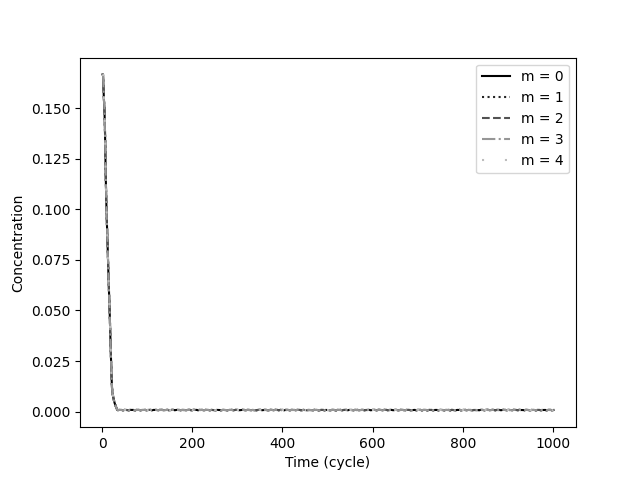 m = 0
m = 1
m = 2
m = 3
m = 4
0.150
0.125
0.100
0.075
0.050
0.025
0.000
Concentration
0 200 400 600 800 1000
Time (cycle)